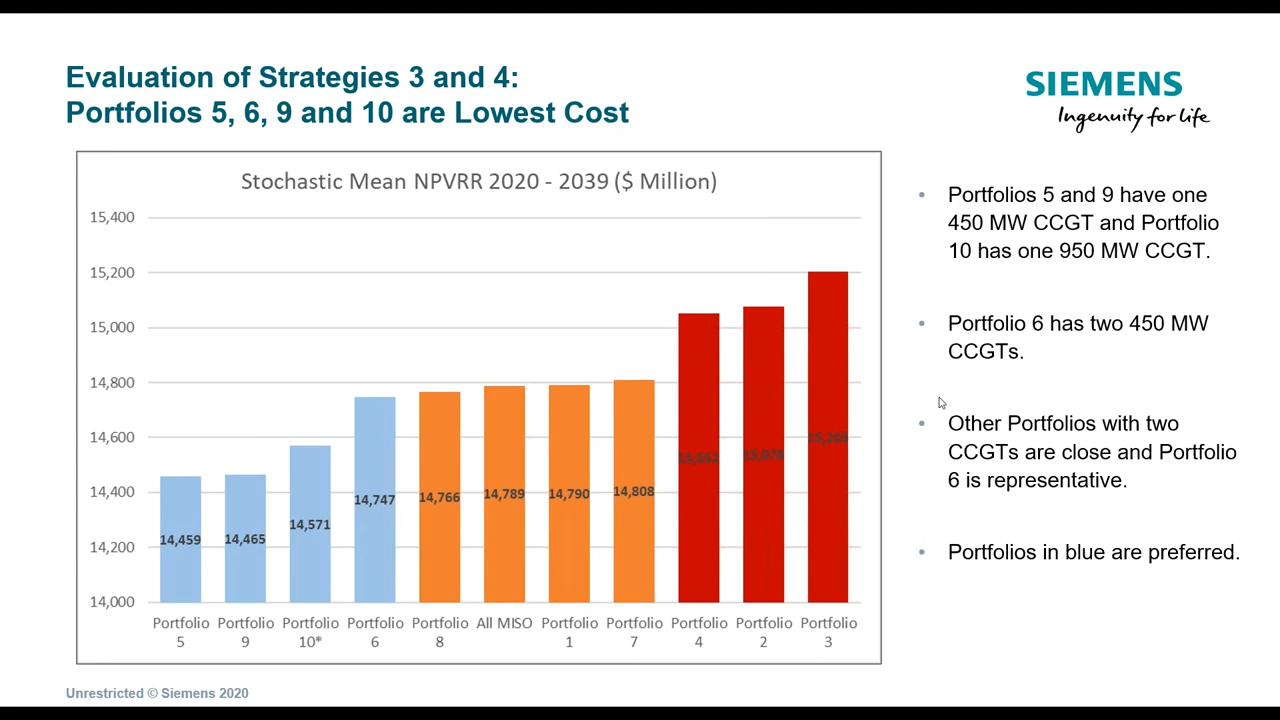 Evaluation of Strategies 3 and 4:
Portfolios 5, 6, 9 and 10 are Lowest Cost
SIEMENS
Ingenuity for life
Stochastic Mean NPVRR 2020 - 2039 ($ Million)
15,400
15,200
15,000
14,800
14,600
14,400
14,200
14,000
14,459
14,465
14,571
14,747
14,766
14,789
14,790
14,808
15,052
Portfolio 5
Portfolio 9
Portfolio 10*
Portfolio 6
Portfolio 8
All MISO
Portfolio 1
Portfolio 7
Portfolio 4
Portfolio 2
Portfolio 3
• Portfolios 5 and 9 have one
450 MW CCGT and Portfolio
10 has one 950 MW CCGT.
• Portfolio 6 has two 450 MW
CCGTs.
• Other Portfolios with two
CCGTs are close and Portfolio
6 is representative.
• Portfolios in blue are preferred.
Unrestricted © Siemens 2020